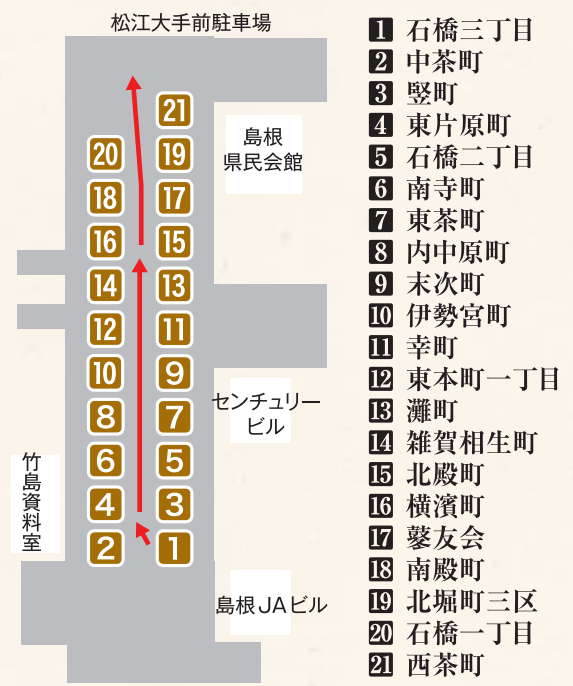 松江大手前駐車場
21
20
19
18
17
16
15
14
13
12
11
10
9
8
7
6
5
4
3
2
1
島根
県民会館
センチュリー
ビル
竹島資料室
島根JAビル
1 石橋三丁目
2 中茶町
3 竪町
4 東片原町
5 石橋二丁目
6 南寺町
7 東茶町
8 内中原町
9 末次町
10 伊勢宮町
11 幸町
12 東本町一丁目
13 灘町
14 雑賀相生町
15 北殿町
16 横濱町
17 鼕友会
18 南殿町
19 北堀町三区
20 石橋一丁目
21 西茶町